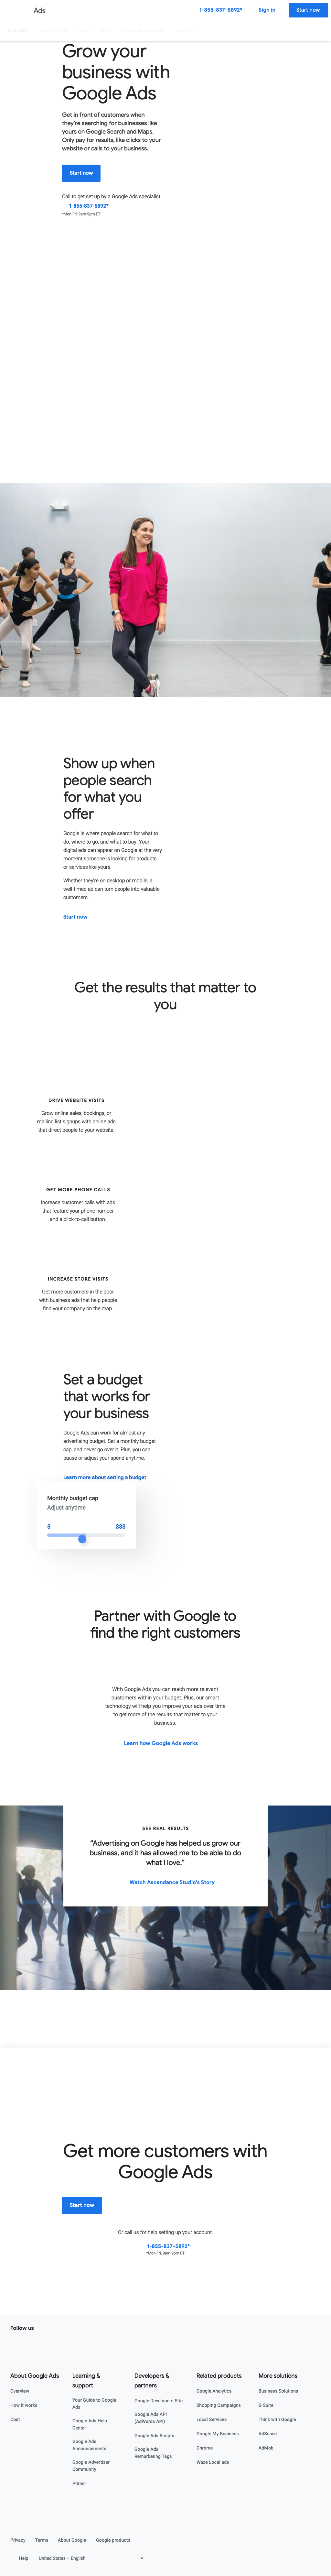 Ads
1-855-837-5892*
Sign in
Start now
Grow your
business with
Google Ads
Get in front of customers when
they're searching for businesses like
yours on Google Search and Maps.
Only pay for results, like clicks to your
website or calls to your business.
Start now
Call to get set up by a Google Ads specialist
1-855-837-5892*
*Mon-Fri, 9am-9pm ET
Show up when
people search
for what you
offer
Google is where people search for what to
do, where to go, and what to buy. Your
digital ads can appear on Google at the very
moment someone is looking for products
or services like yours.
Whether they're on desktop or mobile, a
well-timed ad can turn people into valuable
customers.
Start now
Get the results that matter to
you
DRIVE WEBSITE VISITS
Grow online sales, bookings, or
mailing list signups with online ads
that direct people to your website.
GET MORE PHONE CALLS
Increase customer calls with ads
that feature your phone number
and a click-to-call button.
INCREASE STORE VISITS
Get more customers in the door
with business ads that help people
find your company on the map.
Set a budget
that works for
your business
Google Ads can work for almost any
advertising budget. Set a monthly budget
cap, and never go over it. Plus, you can
pause or adjust your spend anytime.
Learn more about setting a budget
Monthly budget cap
Adjust anytime
$ $$$
Partner with Google to
find the right customers
With Google Ads you can reach more relevant
customers within your budget. Plus, our smart
technology will help you improve your ads over time
to get more of the results that matter to your
business.
Learn how Google Ads works
SEE REAL RESULTS
“Advertising on Google has helped us grow our
business, and it has allowed me to be able to do
what I love.”
Watch Ascendance Studio's Story
Get more customers with
Google Ads
Start now
Or call us for help setting up your account.
1-855-837-5892*
*Mon-Fri, 9am-9pm ET
Follow us
About Google Ads
Overview
How it works
Cost
Learning &
support
Your Guide to Google
Ads
Google Ads Help
Center
Google Ads
Announcements
Google Advertiser
Community
Primer
Developers &
partners
Google Developers Site
Google Ads API
(AdWords API)
Google Ads Scripts
Google Ads
Remarketing Tags
Related products
Google Analytics
Shopping Campaigns
Local Services
Google My Business
Chrome
Waze Local ads
More solutions
Business Solutions
G Suite
Think with Google
AdSense
AdMob
Privacy
Terms
About Google
Google products
Help
United States – English